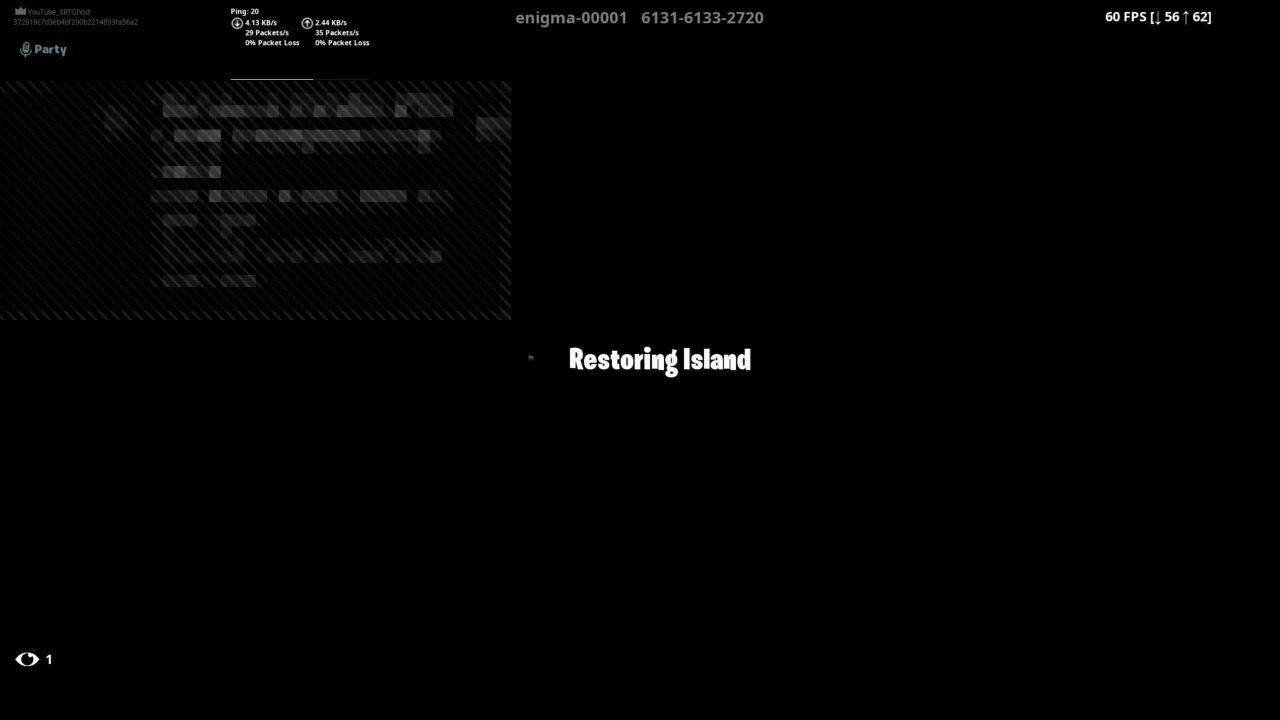 YouTube_XRTGhost
372919c7d3eb4bf290b2214893fa56a2
Party
Ping: 20
4.13 KB/s 2.44 KB/s
29 Packets/s 35 Packets/s
0% Packet Loss 0% Packet Loss
enigma-00001 6131-6133-2720
60 FPS [↓ 56 ↑ 62]
Restoring Island
1